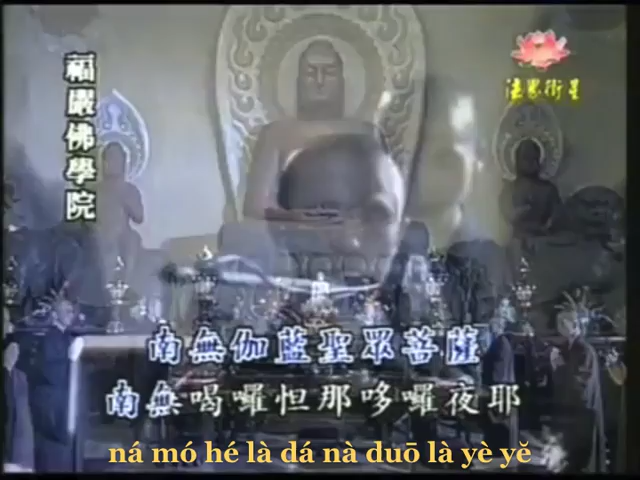 福嚴佛學院
法界衛星
南無伽藍聖眾菩薩
南無喝囉怛那哆囉夜耶
ná mó hé là dá nà duō là yè yě